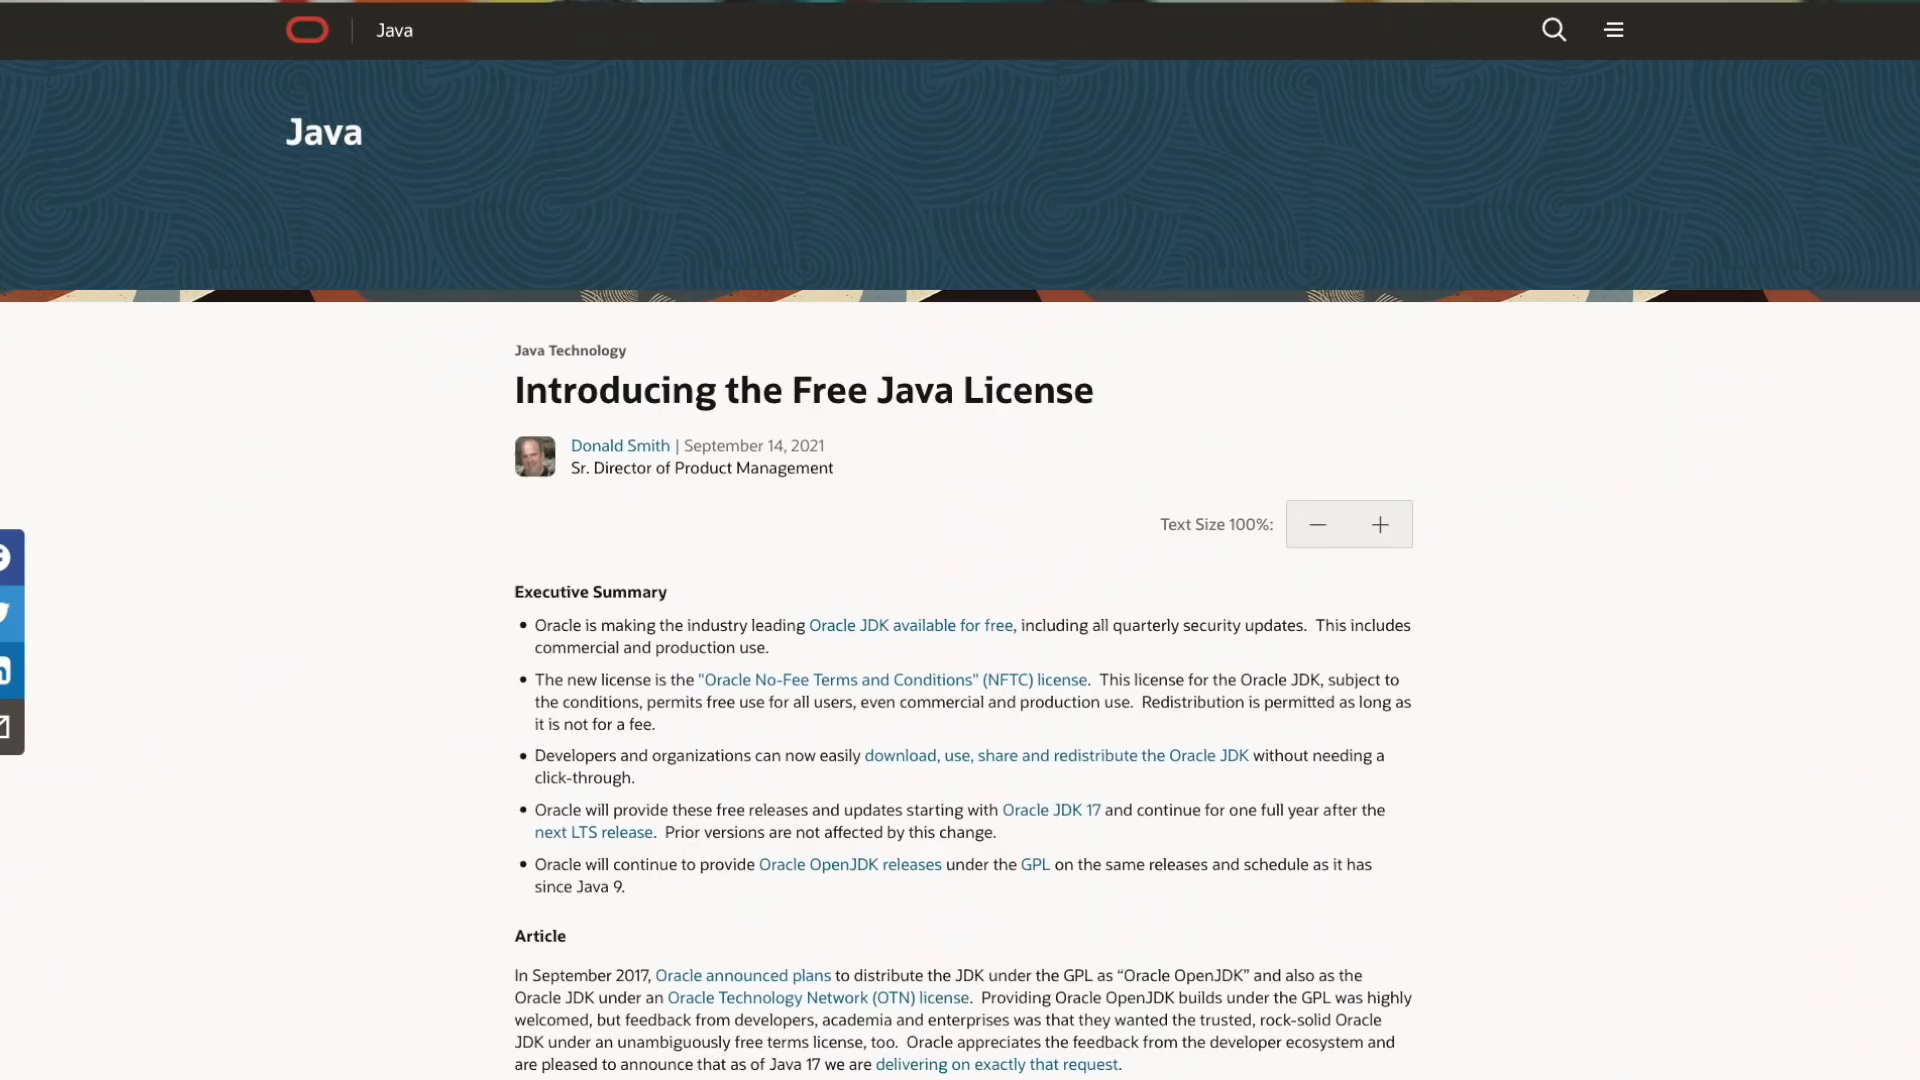 Java
Java
Java Technology
Introducing the Free Java License
Donald Smith | September 14, 2021
Sr. Director of Product Management
Text Size 100%:
Executive Summary
• Oracle is making the industry leading Oracle JDK available for free, including all quarterly security updates.  This includes
commercial and production use.
• The new license is the "Oracle No-Fee Terms and Conditions" (NFTC) license.  This license for the Oracle JDK, subject to
the conditions, permits free use for all users, even commercial and production use.  Redistribution is permitted as long as
it is not for a fee.
• Developers and organizations can now easily download, use, share and redistribute the Oracle JDK without needing a
click-through.
• Oracle will provide these free releases and updates starting with Oracle JDK 17 and continue for one full year after the
next LTS release.  Prior versions are not affected by this change.
• Oracle will continue to provide Oracle OpenJDK releases under the GPL on the same releases and schedule as it has
since Java 9.
Article
In September 2017, Oracle announced plans to distribute the JDK under the GPL as “Oracle OpenJDK” and also as the
Oracle JDK under an Oracle Technology Network (OTN) license.  Providing Oracle OpenJDK builds under the GPL was highly
welcomed, but feedback from developers, academia and enterprises was that they wanted the trusted, rock-solid Oracle
JDK under an unambiguously free terms license, too.  Oracle appreciates the feedback from the developer ecosystem and
are pleased to announce that as of Java 17 we are delivering on exactly that request.